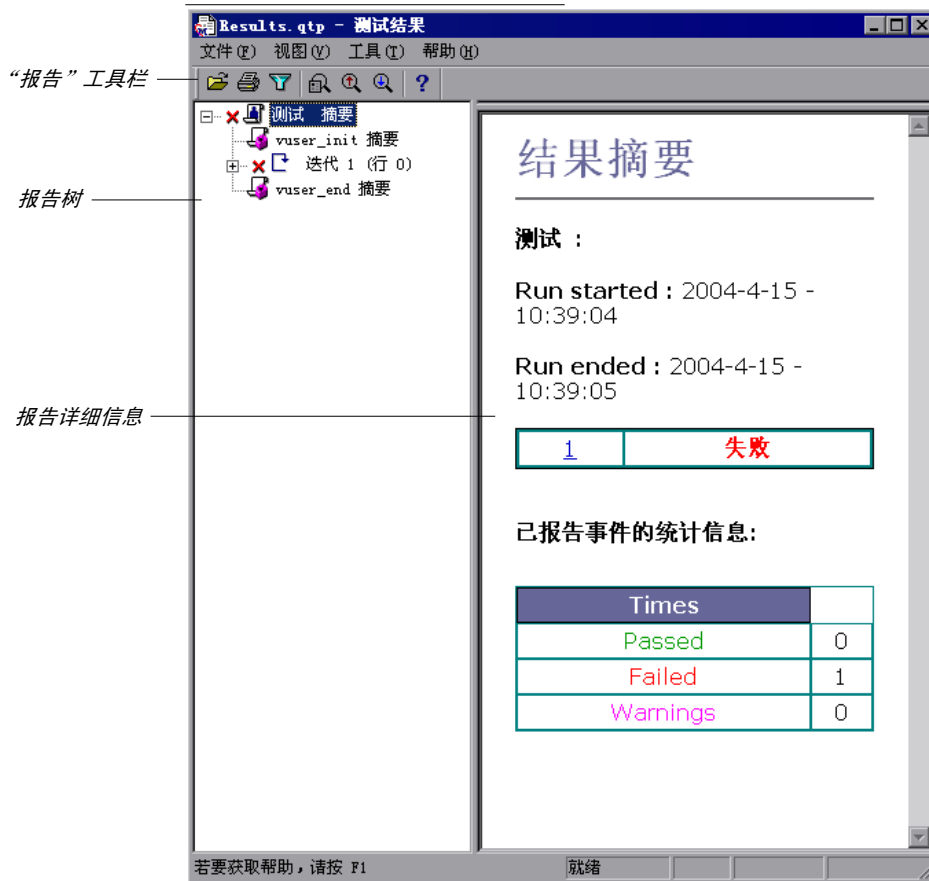 Results.qtp - 测试结果
文件(F) 视图(V) 工具(T) 帮助(H)
“报告”工具栏
测试 摘要
vuser_init 摘要
迭代 1 (行 0)
vuser_end 摘要
报告树
报告详细信息
结果摘要
测试 :
Run started : 2004-4-15 -
10:39:04
Run ended : 2004-4-15 -
10:39:05
1 失败
已报告事件的统计信息:
Times
Passed 0
Failed 1
Warnings 0
若要获取帮助，请按 F1 就绪